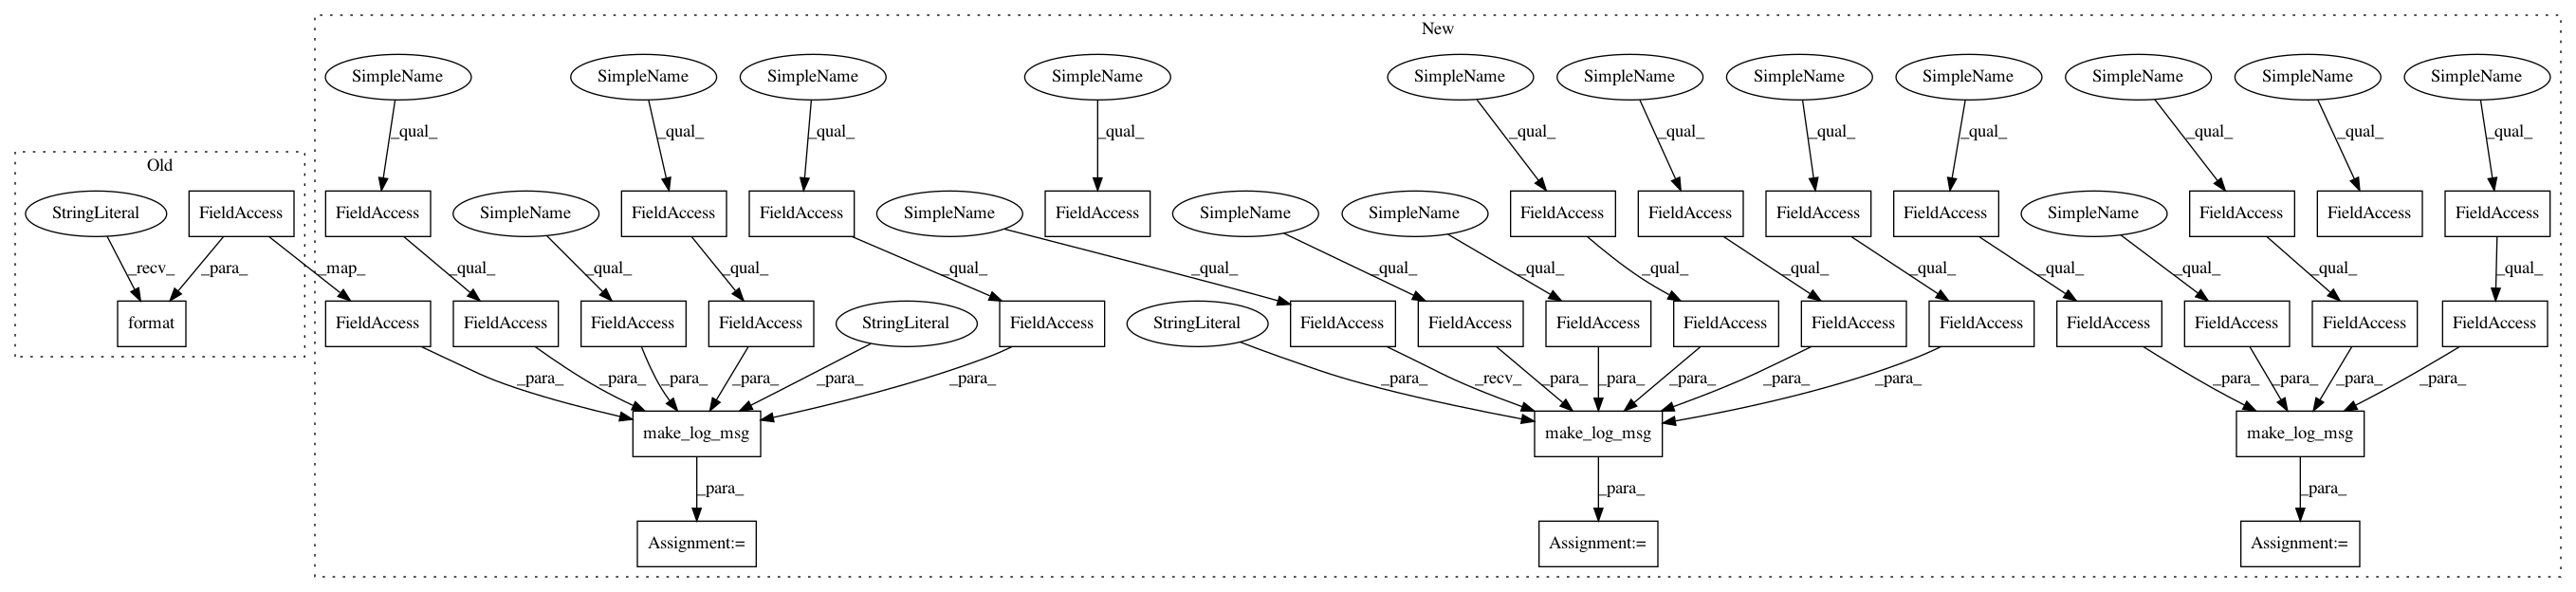 New
SimpleName SimpleName SimpleName SimpleName SimpleName SimpleName SimpleName SimpleName SimpleName SimpleName SimpleName
_qual_ _qual_ _qual_ _qual_ _qual_ _qual_ _qual_ _qual_ _qual_ _qual_ _qual_
Old
StringLiteral FieldAccess FieldAccess SimpleName FieldAccess FieldAccess SimpleName FieldAccess SimpleName SimpleName FieldAccess FieldAccess FieldAccess FieldAccess SimpleName FieldAccess FieldAccess FieldAccess
_recv_ _para_ _map_ _qual_ _qual_ _qual_ _qual_ _qual_ _qual_ _qual_ _qual_ _qual_ _qual_ _qual_ _qual_ _qual_ _qual_
format FieldAccess FieldAccess FieldAccess FieldAccess StringLiteral FieldAccess StringLiteral FieldAccess FieldAccess FieldAccess FieldAccess FieldAccess FieldAccess FieldAccess FieldAccess FieldAccess FieldAccess
_para_ _para_ _para_ _para_ _para_ _para_ _para_ _recv_ _para_ _para_ _para_ _para_ _para_ _para_ _para_ _para_ _para_
make_log_msg make_log_msg make_log_msg
_para_ _para_ _para_
Assignment:= Assignment:= Assignment:=